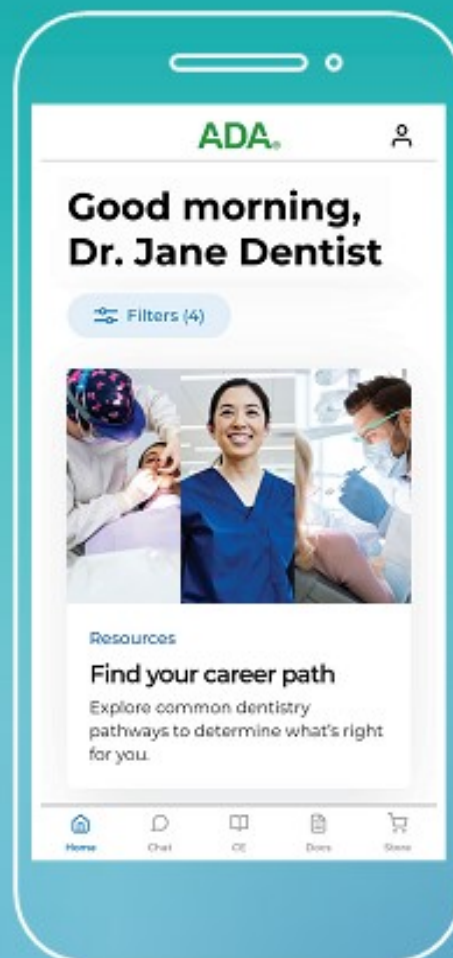 ADA®
Good morning,
Dr. Jane Dentist
Filters (4)
Resources
Find your career path
Explore common dentistry
pathways to determine what's right
for you.
Home Chat CE Docs Store